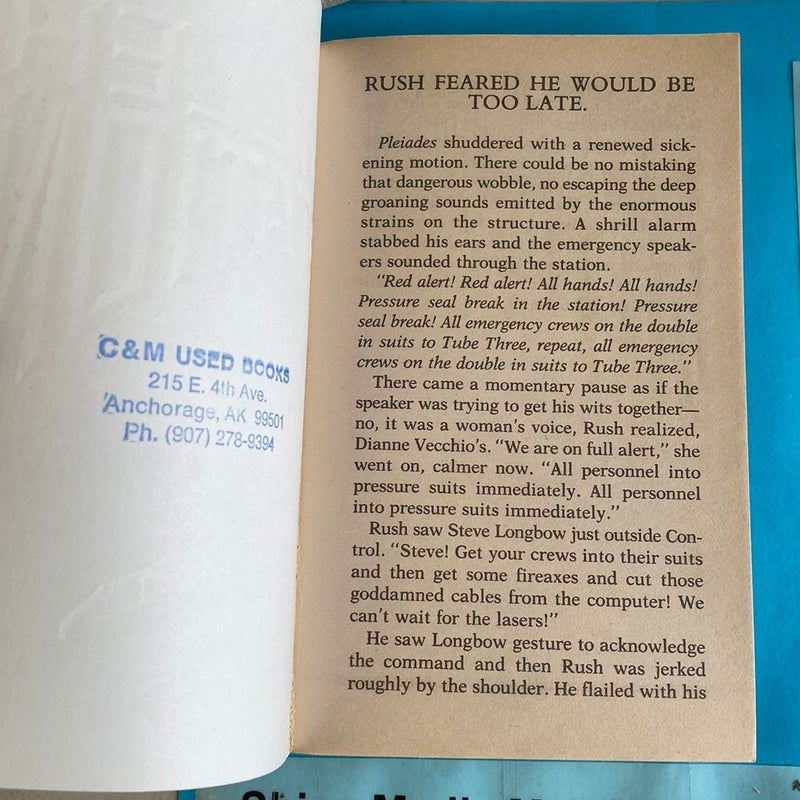 C&M USED BOOKS
215 E. 4th Ave.
Anchorage, AK 99501
Ph. (907) 278-9394
RUSH FEARED HE WOULD BE
TOO LATE.
Pleiades shuddered with a renewed sick-
ening motion. There could be no mistaking
that dangerous wobble, no escaping the deep
groaning sounds emitted by the enormous
strains on the structure. A shrill alarm
stabbed his ears and the emergency speak-
ers sounded through the station.
"Red alert! Red alert! All hands! All hands!
Pressure seal break in the station! Pressure
seal break! All emergency crews on the double
in suits to Tube Three, repeat, all emergency
crews on the double in suits to Tube Three."
There came a momentary pause as if the
speaker was trying to get his wits together—
no, it was a woman's voice, Rush realized,
Dianne Vecchio's. "We are on full alert," she
went on, calmer now. "All personnel into
pressure suits immediately. All personnel
into pressure suits immediately."
Rush saw Steve Longbow just outside Con-
trol. "Steve! Get your crews into their suits
and then get some fireaxes and cut those
goddamned cables from the computer! We
can't wait for the lasers!"
He saw Longbow gesture to acknowledge
the command and then Rush was jerked
roughly by the shoulder. He flailed with his